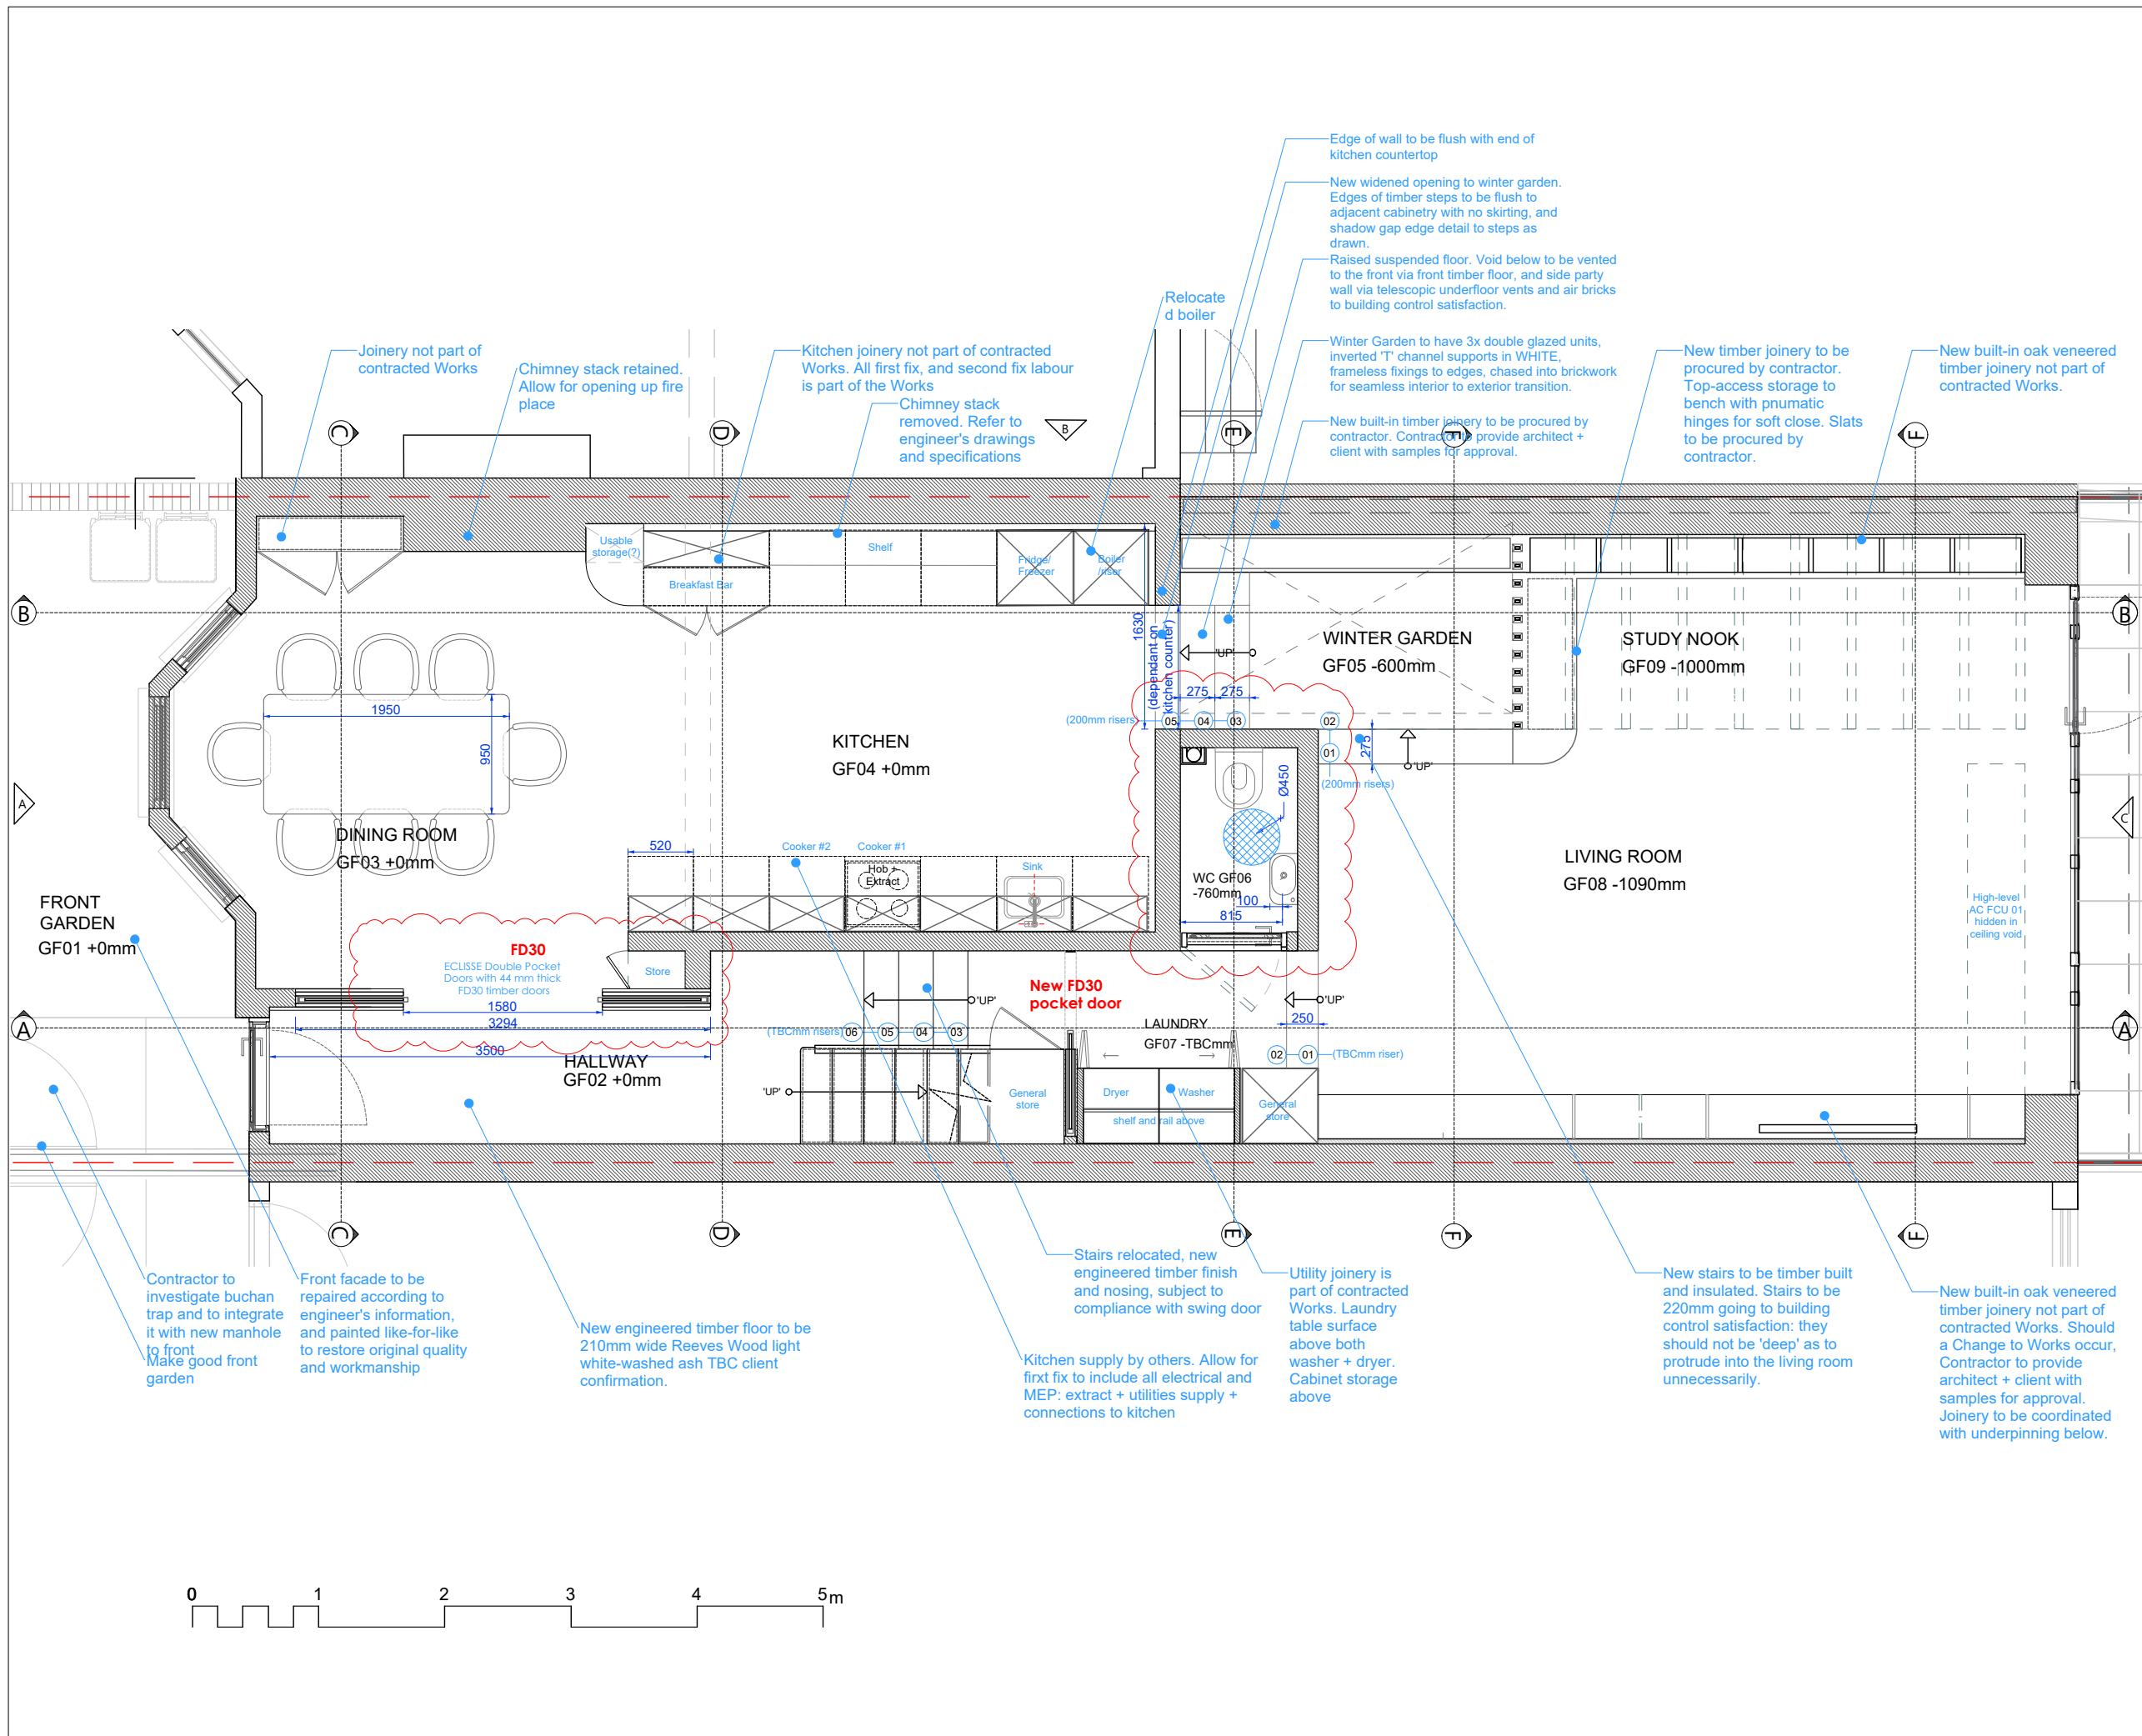 Edge of wall to be flush with end of
kitchen countertop
New widened opening to winter garden.
Edges of timber steps to be flush to
adjacent cabinetry with no skirting, and
shadow gap edge detail to steps as
drawn.
Raised suspended floor. Void below to be vented
to the front via front timber floor, and side party
wall via telescopic underfloor vents and air bricks
to building control satisfaction.
Relocate
d boiler
Winter Garden to have 3x double glazed units,
inverted 'T' channel supports in WHITE,
frameless fixings to edges, chased into brickwork
for seamless interior to exterior transition.
New built-in timber joinery to be procured by
contractor. Contractor to provide architect +
client with samples for approval.
Joinery not part of
contracted Works
Chimney stack retained.
Allow for opening up fire
place
Kitchen joinery not part of contracted
Works. All first fix, and second fix labour
is part of the Works
Chimney stack
removed. Refer to
engineer's drawings
and specifications
New timber joinery to be
procured by contractor.
Top-access storage to
bench with pnumatic
hinges for soft close. Slats
to be procured by
contractor.
New built-in oak veneered
timber joinery not part of
contracted Works.
C
D
B
E
F
F
Usable
storage(?)
Shelf
Breakfast Bar
Fridge/
Freezer
Boiler
/riser
B
B
1630
(dependant on
kitchen counter)
'UP'
WINTER GARDEN
GF05 -600mm
STUDY NOOK
GF09 -1000mm
275
275
(200mm risers)
05
04
03
02
01
275
'UP'
(200mm risers)
1950
950
KITCHEN
GF04 +0mm
A
C
DINING ROOM
GF03 +0mm
520
Cooker #2
Cooker #1
Hob +
Extract
Sink
Ø450
WC GF06
-760mm
100
815
LIVING ROOM
GF08 -1090mm
High-level
AC FCU 01
hidden in
ceiling void
FRONT
GARDEN
GF01 +0mm
FD30
ECLISSE Double Pocket
Doors with 44 mm thick
FD30 timber doors
Store
1580
3294
3500
New FD30
pocket door
'UP'
(TBCmm risers)
06
05
04
03
LAUNDRY
GF07 -TBCmm
'UP'
250
02
01
(TBCmm riser)
A
A
HALLWAY
GF02 +0mm
'UP'
General
store
Dryer
Washer
shelf and rail above
General
store
C
D
E
F
F
Contractor to
investigate buchan
trap and to integrate
it with new manhole
to front
Make good front
garden
Front facade to be
repaired according to
engineer's information,
and painted like-for-like
to restore original quality
and workmanship
New engineered timber floor to be
210mm wide Reeves Wood light
white-washed ash TBC client
confirmation.
Stairs relocated, new
engineered timber finish
and nosing, subject to
compliance with swing door
Kitchen supply by others. Allow for
firxt fix to include all electrical and
MEP: extract + utilities supply +
connections to kitchen
Utility joinery is
part of contracted
Works. Laundry
table surface
above both
washer + dryer.
Cabinet storage
above
New stairs to be timber built
and insulated. Stairs to be
220mm going to building
control satisfaction: they
should not be 'deep' as to
protrude into the living room
unnecessarily.
New built-in oak veneered
timber joinery not part of
contracted Works. Should
a Change to Works occur,
Contractor to provide
architect + client with
samples for approval.
Joinery to be coordinated
with underpinning below.
0 1 2 3 4 5m